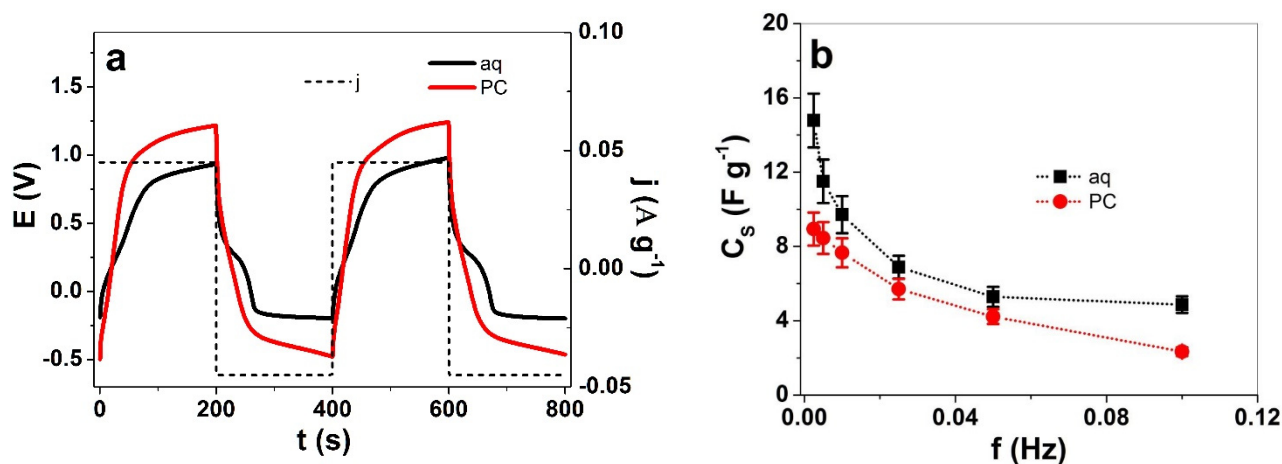 a
j
aq
PC
E (V)
1.5
1.0
0.5
0.0
-0.5
0.10
0.05
0.00
-0.05
j (A g⁻¹)
0 200 400 600 800
t (s)
b
aq
PC
C_S (F g⁻¹)
20
16
12
8
4
0
0.00 0.04 0.08 0.12
f (Hz)